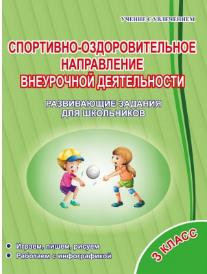 УЧЕНИЕ С УВЛЕЧЕНИЕМ
СПОРТИВНО-ОЗДОРОВИТЕЛЬНОЕ
НАПРАВЛЕНИЕ
ВНЕУРОЧНОЙ ДЕЯТЕЛЬНОСТИ
РАЗВИВАЮЩИЕ ЗАДАНИЯ
ДЛЯ ШКОЛЬНИКОВ
• Играем, пишем, рисуем
• Работаем с инфографикой
3 КЛАСС